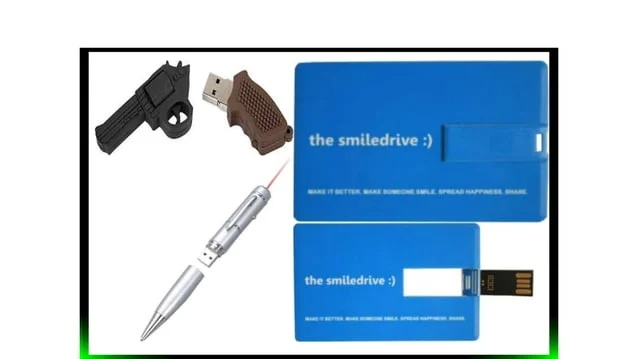 the smiledrive :)
MAKE IT BETTER. MAKE SOMEONE SMILE. SPREAD HAPPINESS. SHARE.
the smiledrive :)
MAKE IT BETTER. MAKE SOMEONE SMILE. SPREAD HAPPINESS. SHARE.